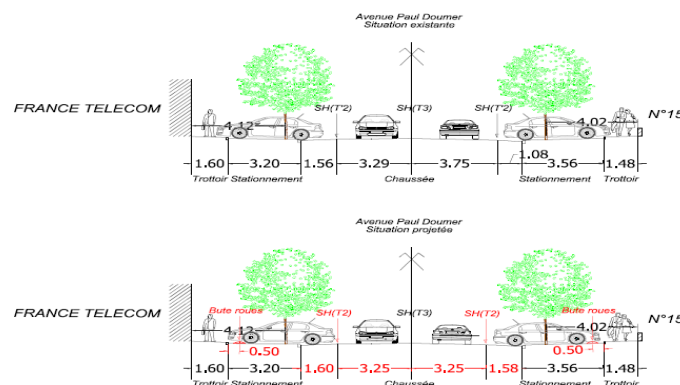 Avenue Paul Doumer
Situation existante
FRANCE TELECOM
SH(T'2) SH(T3) SH(T'2)
N°15
4.12 4.02
1.08
1.60 3.20 1.56 3.29 3.75 3.56 1.48
Trottoir Stationnement Chaussée Stationnement Trottoir
Avenue Paul Doumer
Situation projetée
FRANCE TELECOM
Bute roues SH(T2) SH(T3) SH(T2) Bute roues
N°15
4.12 4.02
0.50 0.50
1.60 3.20 1.60 3.25 3.25 1.58 3.56 1.48
Trottoir Stationnement Chaussée Stationnement Trottoir